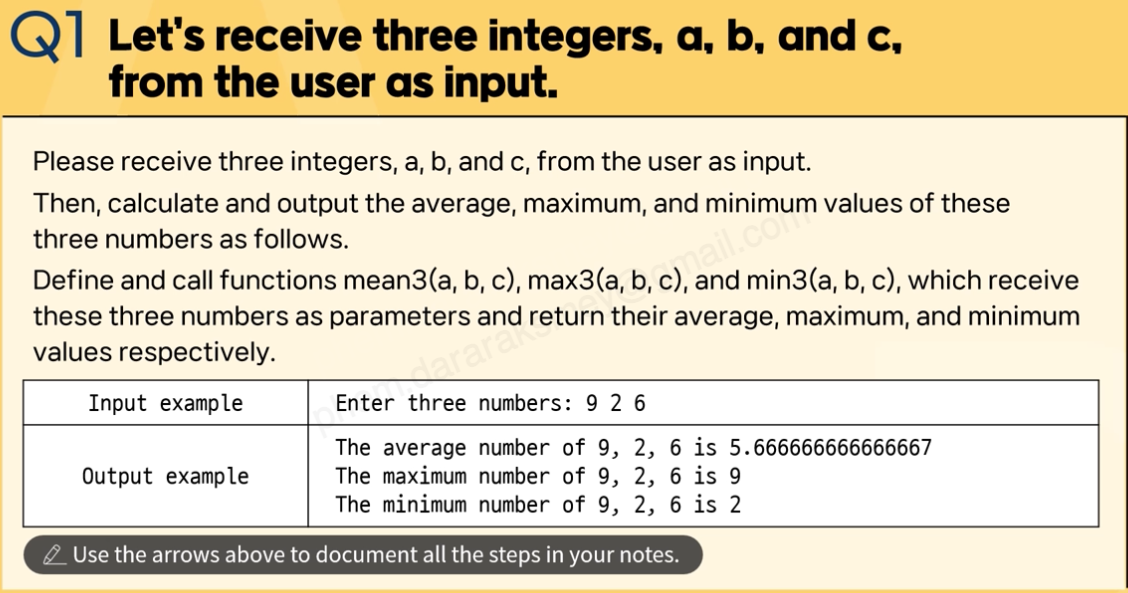 Q1 Let's receive three integers, a, b, and c,
from the user as input.
Please receive three integers, a, b, and c, from the user as input.
Then, calculate and output the average, maximum, and minimum values of these
three numbers as follows.
Define and call functions mean3(a, b, c), max3(a, b, c), and min3(a, b, c), which receive
these three numbers as parameters and return their average, maximum, and minimum
values respectively.
Input example
Enter three numbers: 9 2 6
Output example
The average number of 9, 2, 6 is 5.666666666666667
The maximum number of 9, 2, 6 is 9
The minimum number of 9, 2, 6 is 2
Use the arrows above to document all the steps in your notes.